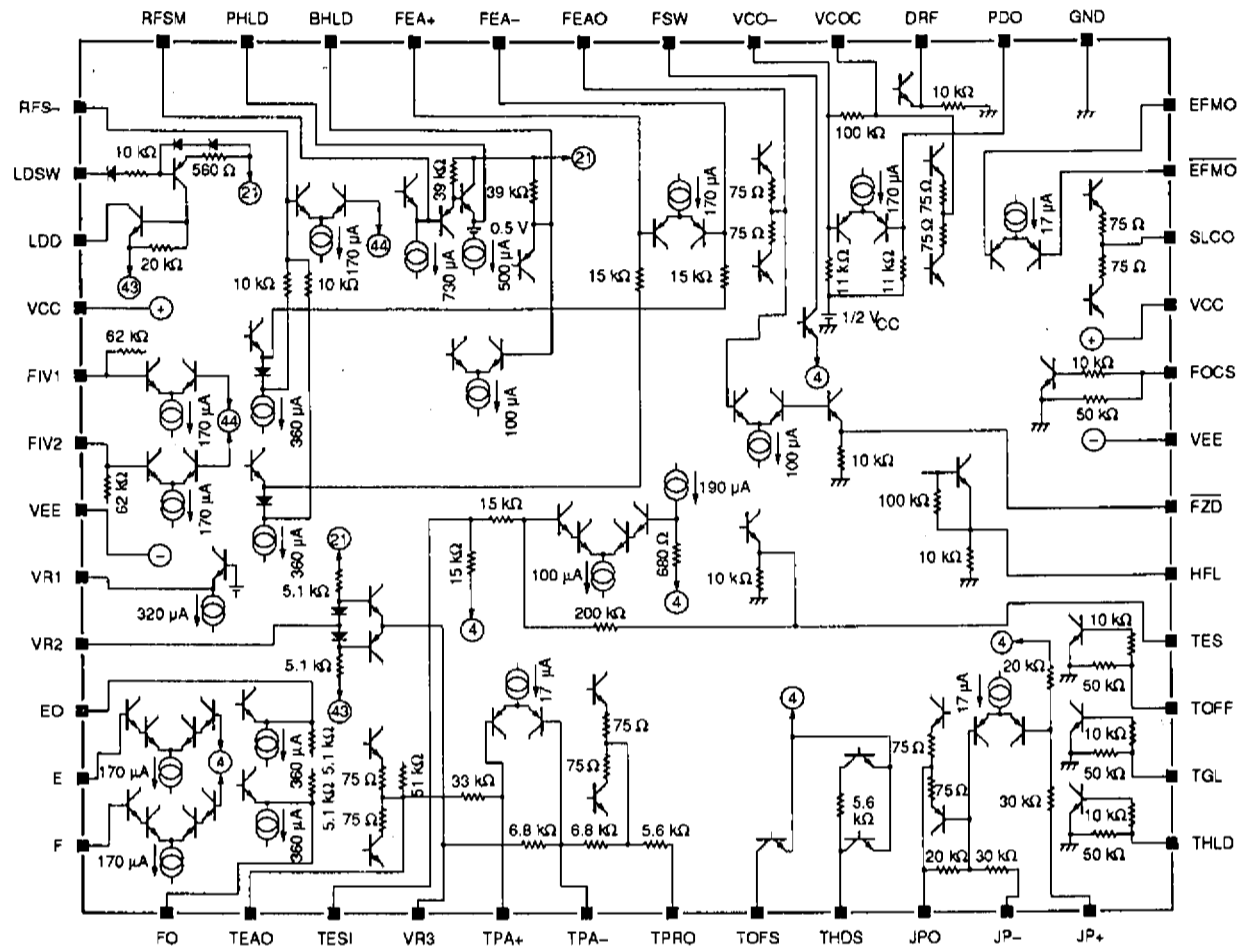 RFSM PHLD BHLD FEA+ FEA- FEAO FSW VCO- VCOC DRF PDO GND
RFS-
LDSW
LDD
VCC
FIV1
FIV2
VEE
VR1
VR2
EO
E
F
EFMO
EFMO
SLCO
VCC
FOCS
VEE
FZD
HFL
TES
TOFF
TGL
THLD
FO TEAO TESI VR3 TPA+ TPA- TPRO TOFS THDS JPO JP- JP+
10 kΩ
560 Ω
21
20 kΩ
43
+
10 kΩ
10 kΩ
170 µA
44
39 kΩ
39 kΩ
21
0.5 V
730 µA
500 µA
15 kΩ
15 kΩ
170 µA
75 Ω
75 Ω
100 kΩ
10 kΩ
170 µA
11 kΩ
11 kΩ
75 Ω
75 Ω
1/2 VCC
17 µA
75 Ω
75 Ω
+
10 kΩ
50 kΩ
-
62 kΩ
170 µA
44
62 kΩ
170 µA
-
360 µA
360 µA
320 µA
100 µA
4
100 µA
10 kΩ
190 µA
100 kΩ
10 kΩ
21
5.1 kΩ
5.1 kΩ
43
15 kΩ
15 kΩ
4
100 µA
680 Ω
4
200 kΩ
10 kΩ
170 µA
4
170 µA
360 µA
360 µA
5.1 kΩ
5.1 kΩ
75 Ω
75 Ω
51 kΩ
33 kΩ
17 µA
75 Ω
75 Ω
6.8 kΩ
6.8 kΩ
5.6 kΩ
4
5.6 kΩ
75 Ω
75 Ω
17 µA
4
20 kΩ
30 kΩ
20 kΩ
30 kΩ
10 kΩ
50 kΩ
10 kΩ
50 kΩ
10 kΩ
50 kΩ